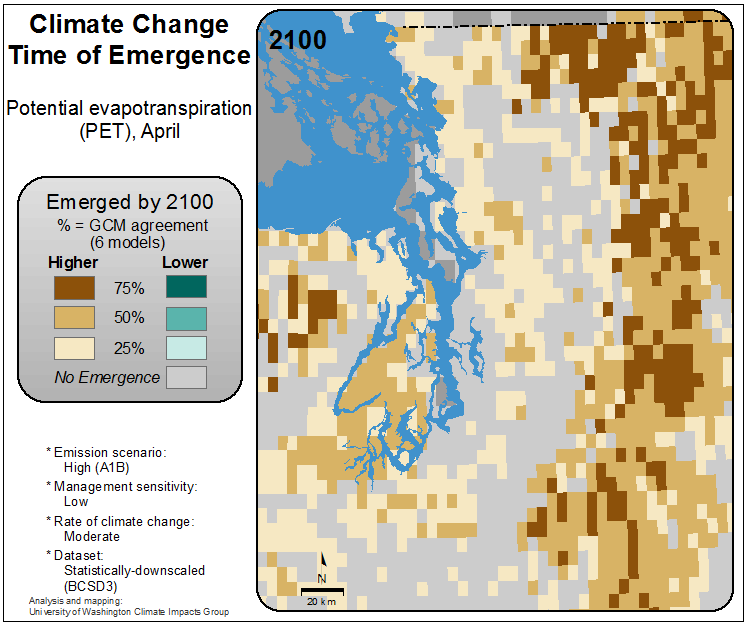 Climate Change
Time of Emergence
Potential evapotranspiration
(PET), April
Emerged by 2100
% = GCM agreement
(6 models)
Higher Lower
75%
50%
25%
No Emergence
* Emission scenario:
High (A1B)
* Management sensitivity:
Low
* Rate of climate change:
Moderate
* Dataset:
Statistically-downscaled
(BCSD3)
Analysis and mapping:
University of Washington Climate Impacts Group
2100
N
20 km